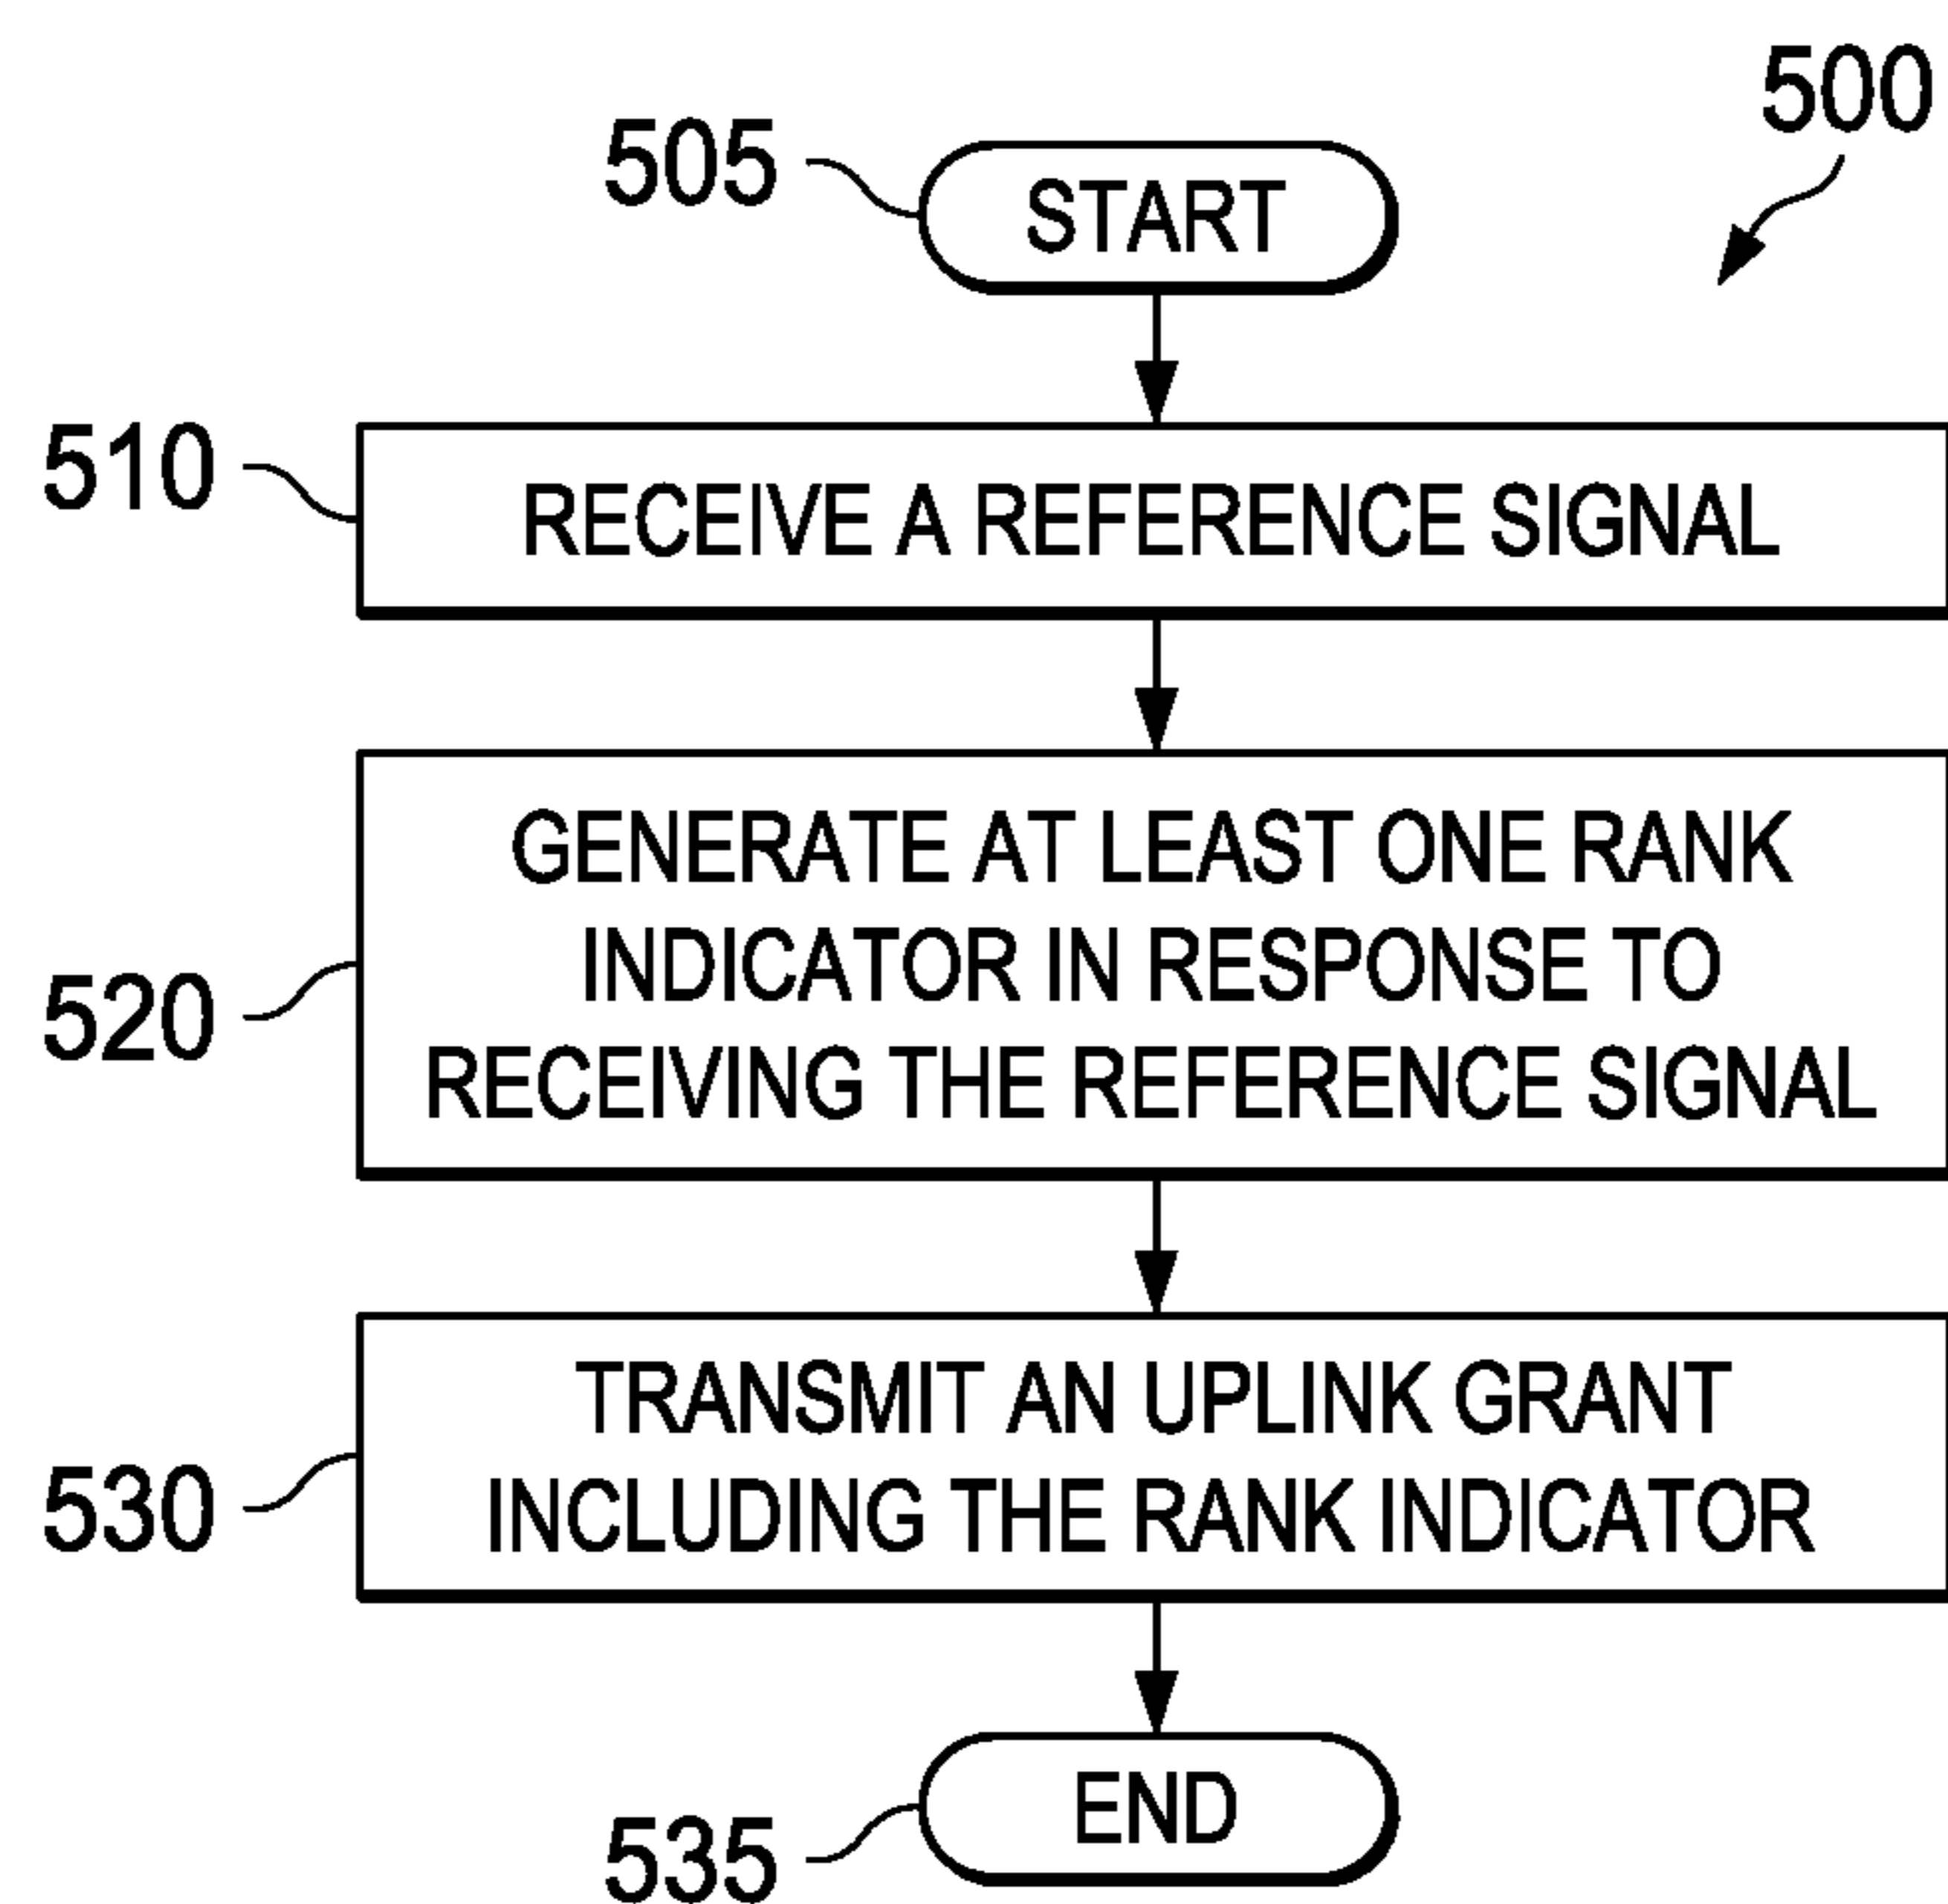 500
505
START
510
RECEIVE A REFERENCE SIGNAL
520
GENERATE AT LEAST ONE RANK
INDICATOR IN RESPONSE TO
RECEIVING THE REFERENCE SIGNAL
530
TRANSMIT AN UPLINK GRANT
INCLUDING THE RANK INDICATOR
535
END